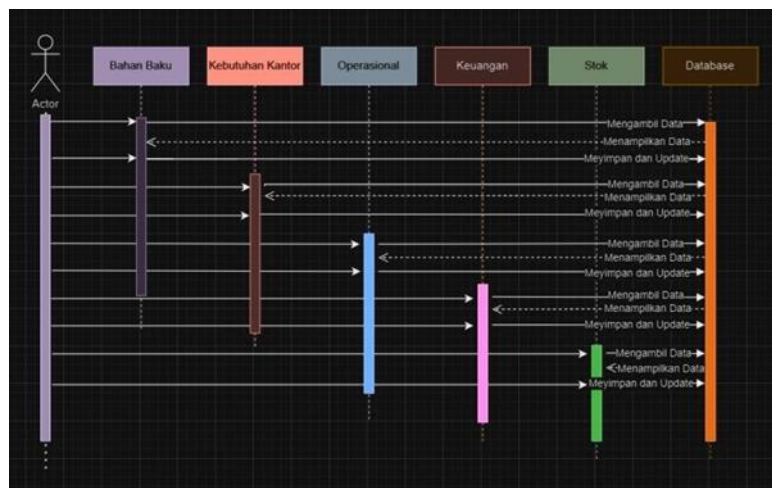 Bahan Baku
Kebutuhan Kantor
Operasional
Keuangan
Stok
Database
Actor
Mengambil Data
Menampilkan Data
Meyimpan dan Update
Mengambil Data
Menampilkan Data
Meyimpan dan Update
Mengambil Data
Menampilkan Data
Meyimpan dan Update
Mengambil Data
Menampilkan Data
Meyimpan dan Update
Mengambil Data
Menampilkan Data
Meyimpan dan Update